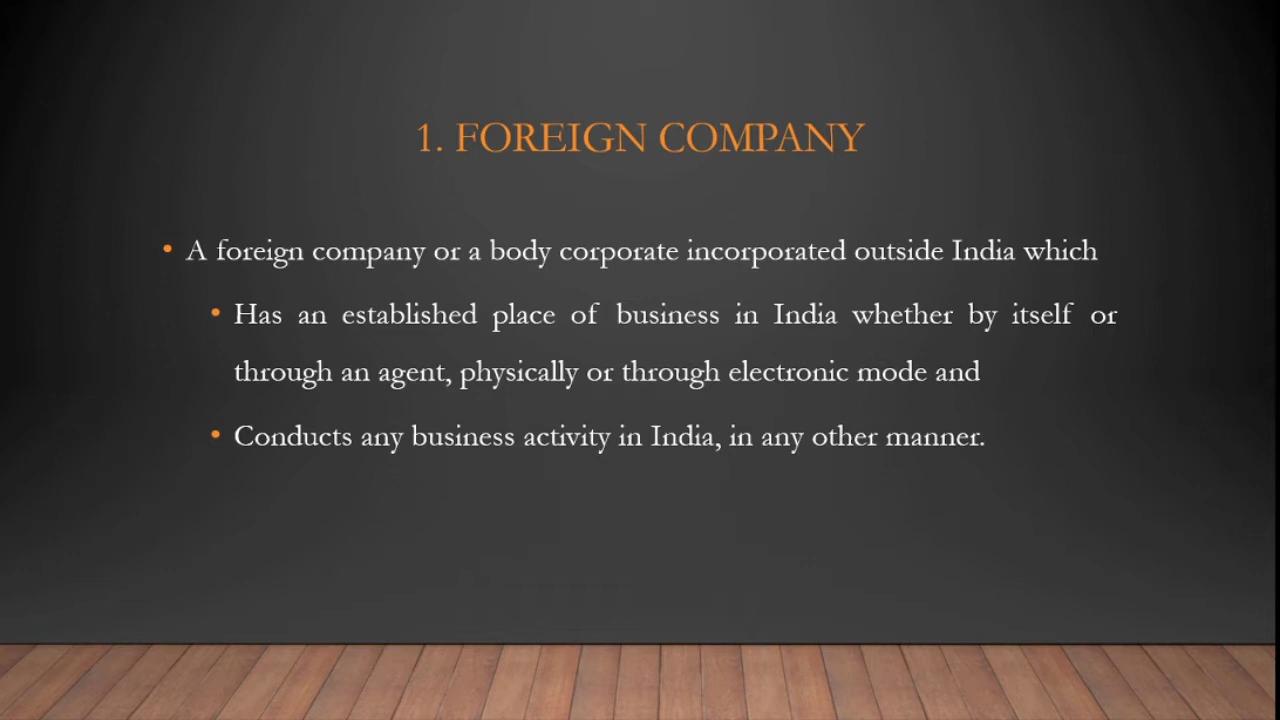 1. FOREIGN COMPANY
• A foreign company or a body corporate incorporated outside India which
• Has an established place of business in India whether by itself or
through an agent, physically or through electronic mode and
• Conducts any business activity in India, in any other manner.